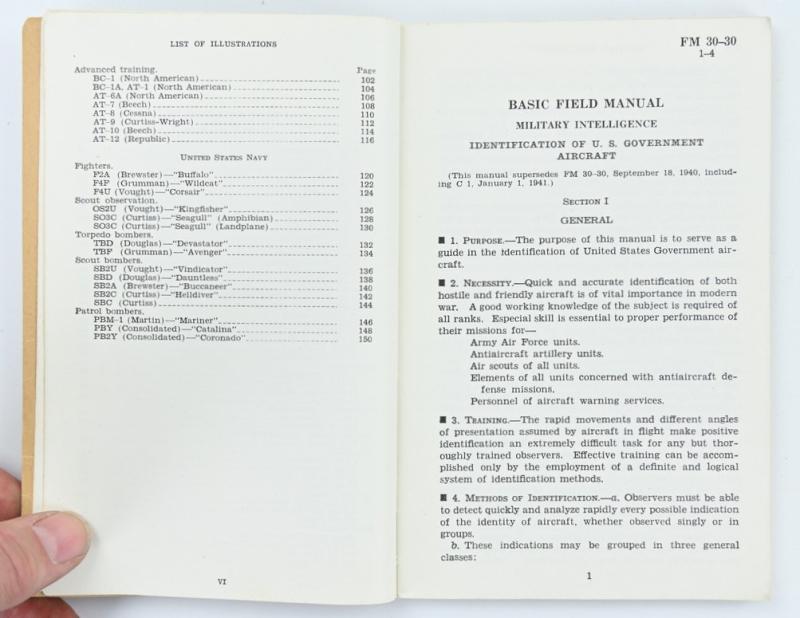 LIST OF ILLUSTRATIONS
Advanced training. Page
BC-1 (North American) 102
BC-1A, AT-1 (North American) 104
AT-6A (North American) 106
AT-7 (Beech) 108
AT-8 (Cessna) 110
AT-9 (Curtiss-Wright) 112
AT-10 (Beech) 114
AT-12 (Republic) 116
UNITED STATES NAVY
Fighters.
F2A (Brewster)—"Buffalo" 120
F4F (Grumman)—"Wildcat" 122
F4U (Vought)—"Corsair" 124
Scout observation.
OS2U (Vought)—"Kingfisher" 126
SO3C (Curtiss)—"Seagull" (Amphibian) 128
SO3C (Curtiss)—"Seagull" (Landplane) 130
Torpedo bombers.
TBD (Douglas)—"Devastator" 132
TBF (Grumman)—"Avenger" 134
Scout bombers.
SB2U (Vought)—"Vindicator" 136
SBD (Douglas)—"Dauntless" 138
SB2A (Brewster)—"Buccaneer" 140
SB2C (Curtiss)—"Helldiver" 142
SBC (Curtiss) 144
Patrol bombers.
PBM-1 (Martin)—"Mariner" 146
PBY (Consolidated)—"Catalina" 148
PB2Y (Consolidated)—"Coronado" 150
VI
FM 30-30
1-4
BASIC FIELD MANUAL
MILITARY INTELLIGENCE
IDENTIFICATION OF U. S. GOVERNMENT
AIRCRAFT
(This manual supersedes FM 30-30, September 18, 1940, includ-
ing C 1, January 1, 1941.)
SECTION I
GENERAL
■ 1. PURPOSE.—The purpose of this manual is to serve as a
guide in the identification of United States Government air-
craft.
■ 2. NECESSITY.—Quick and accurate identification of both
hostile and friendly aircraft is of vital importance in modern
war. A good working knowledge of the subject is required of
all ranks. Especial skill is essential to proper performance of
their missions for—
Army Air Force units.
Antiaircraft artillery units.
Air scouts of all units.
Elements of all units concerned with antiaircraft de-
fense missions.
Personnel of aircraft warning services.
■ 3. TRAINING.—The rapid movements and different angles
of presentation assumed by aircraft in flight make positive
identification an extremely difficult task for any but thor-
oughly trained observers. Effective training can be accom-
plished only by the employment of a definite and logical
system of identification methods.
■ 4. METHODS OF IDENTIFICATION.—a. Observers must be able
to detect quickly and analyze rapidly every possible indication
of the identity of aircraft, whether observed singly or in
groups.
b. These indications may be grouped in three general
classes:
1